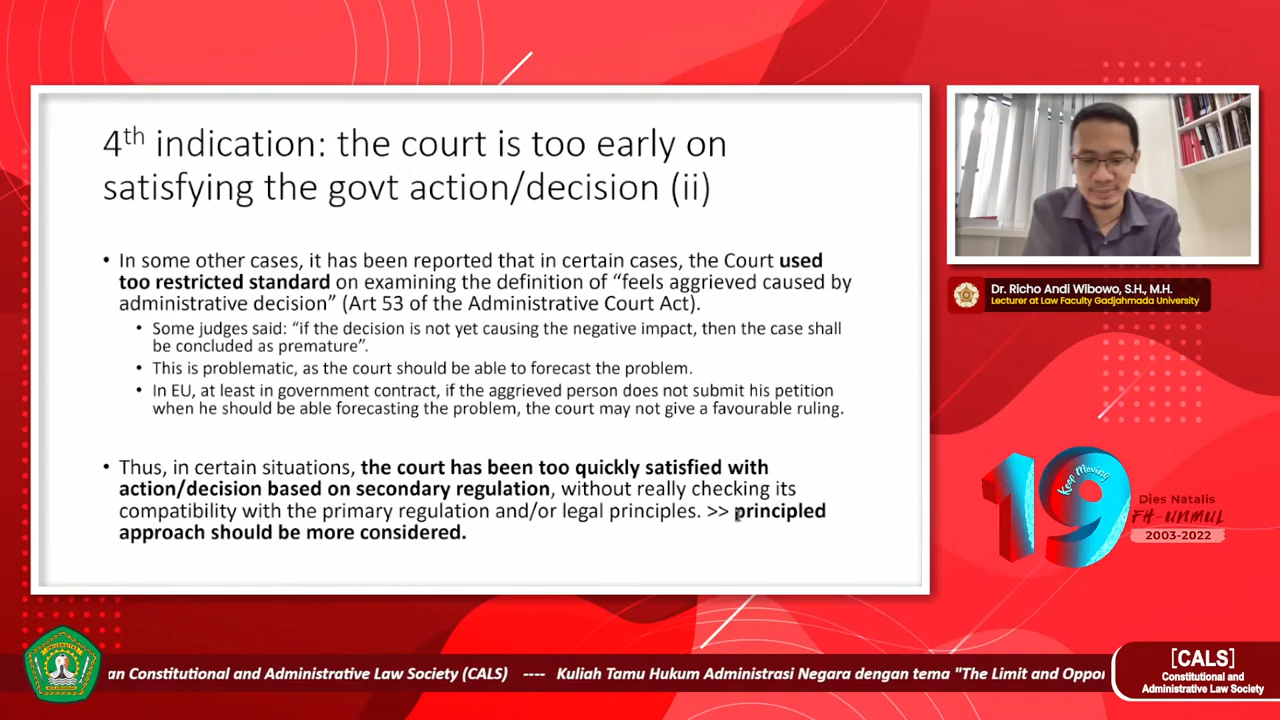 4th indication: the court is too early on
satisfying the govt action/decision (ii)
• In some other cases, it has been reported that in certain cases, the Court used
too restricted standard on examining the definition of “feels aggrieved caused by
administrative decision” (Art 53 of the Administrative Court Act).
• Some judges said: “if the decision is not yet causing the negative impact, then the case shall
be concluded as premature”.
• This is problematic, as the court should be able to forecast the problem.
• In EU, at least in government contract, if the aggrieved person does not submit his petition
when he should be able forecasting the problem, the court may not give a favourable ruling.
• Thus, in certain situations, the court has been too quickly satisfied with
action/decision based on secondary regulation, without really checking its
compatibility with the primary regulation and/or legal principles. >> principled
approach should be more considered.
Dr. Richo Andi Wibowo, S.H., M.H.
Lecturer at Law Faculty Gadjahmada University
19
Keep Moving
Dies Natalis
FH-UNMUL
2003-2022
an Constitutional and Administrative Law Society (CALS) ---- Kuliah Tamu Hukum Administrasi Negara dengan tema "The Limit and Oppor
[CALS]
Constitutional and
Administrative Law Society